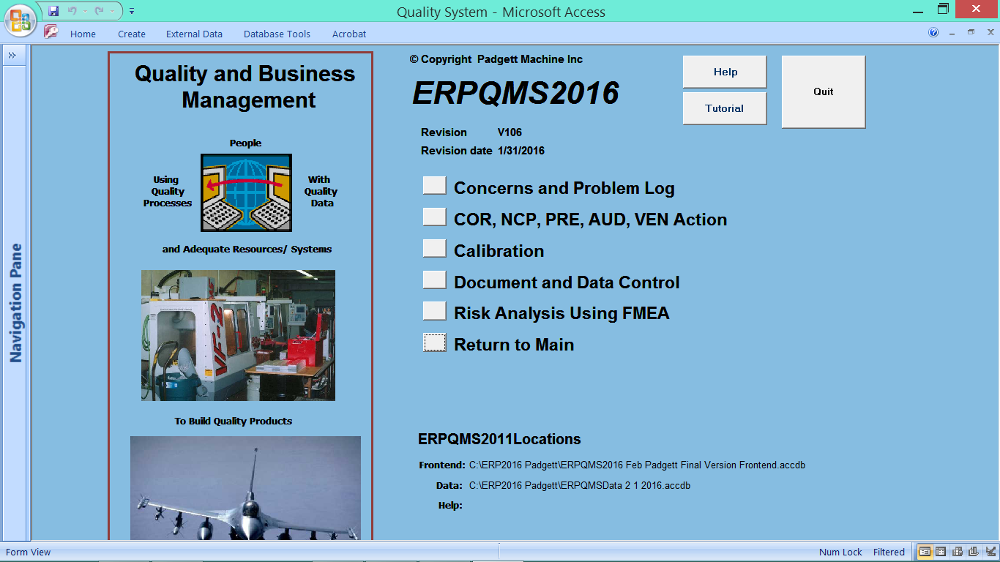 Quality System - Microsoft Access
Home Create External Data Database Tools Acrobat
Navigation Pane
Quality and Business
Management
People
Using
Quality
Processes
With
Quality
Data
and Adequate Resources/ Systems
VF-2
To Build Quality Products
© Copyright Padgett Machine Inc
ERPQMS2016
Revision V106
Revision date 1/31/2016
Help
Tutorial
Quit
Concerns and Problem Log
COR, NCP, PRE, AUD, VEN Action
Calibration
Document and Data Control
Risk Analysis Using FMEA
Return to Main
ERPQMS2011Locations
Frontend: C:\ERP2016 Padgett\ERPQMS2016 Feb Padgett Final Version Frontend.accdb
Data: C:\ERP2016 Padgett\ERPQMSData 2 1 2016.accdb
Help:
Form View
Num Lock Filtered